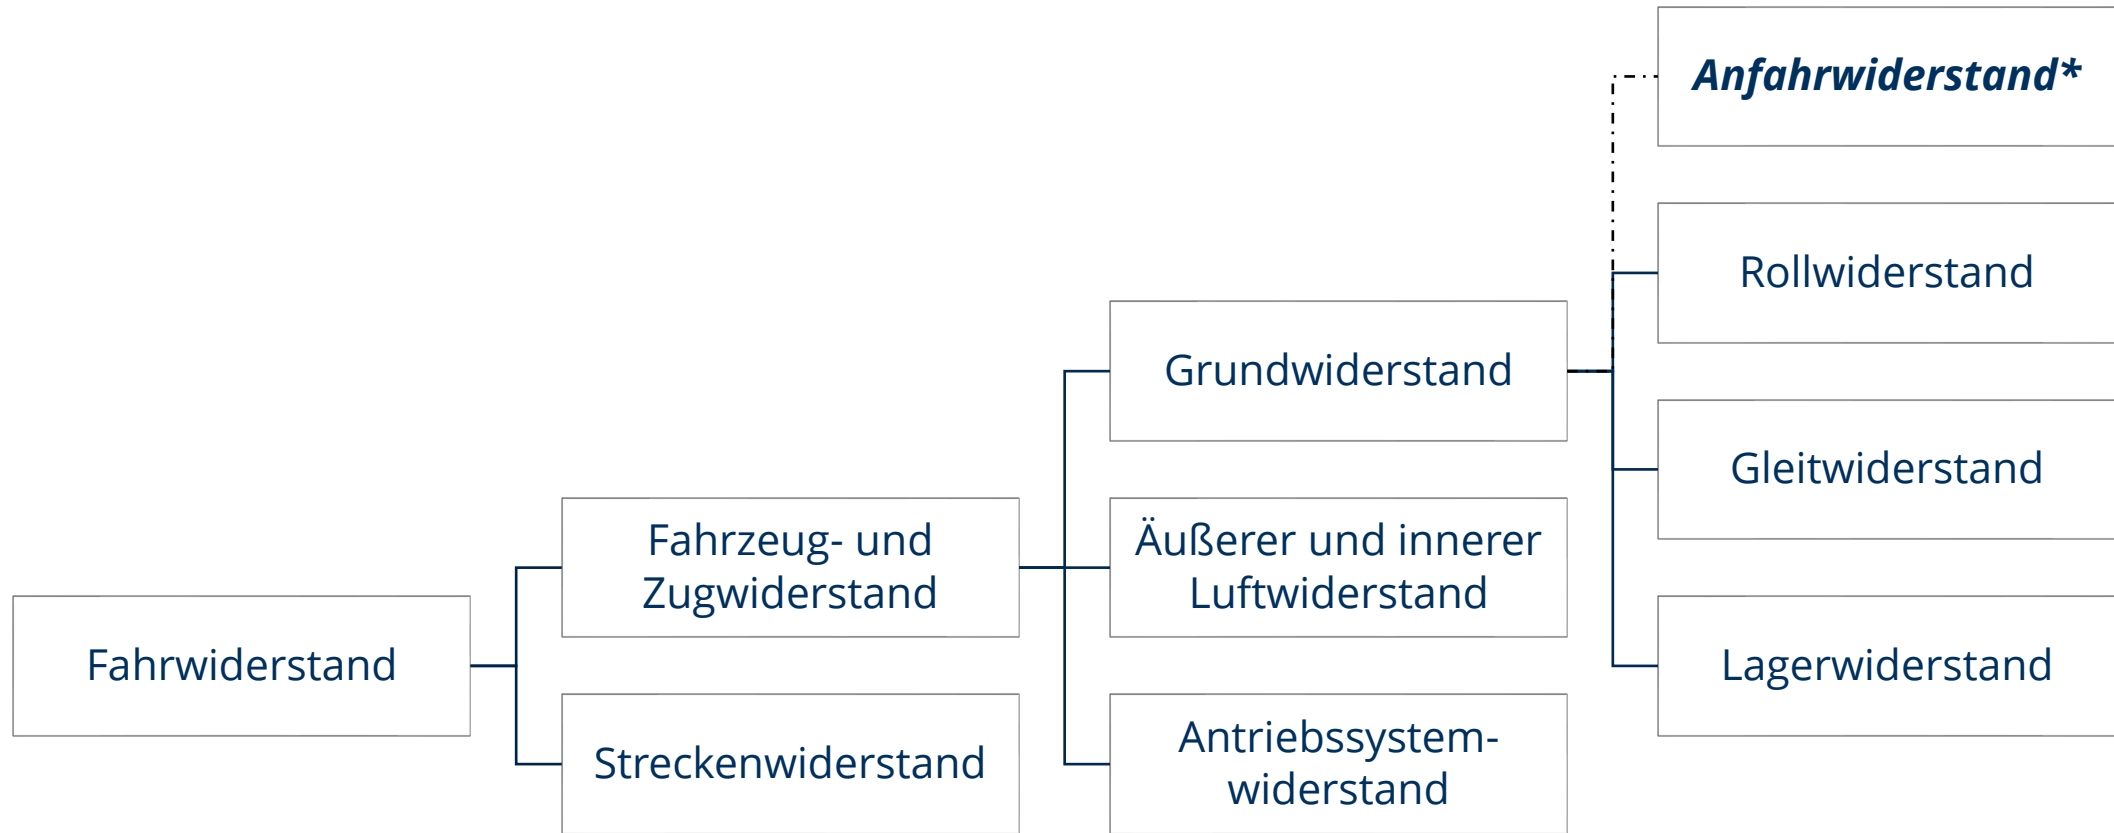 Anfahrwiderstand*
Rollwiderstand
Grundwiderstand
Gleitwiderstand
Fahrzeug- und
Zugwiderstand
Äußerer und innerer
Luftwiderstand
Fahrwiderstand
Lagerwiderstand
Streckenwiderstand
Antriebssystem-
widerstand